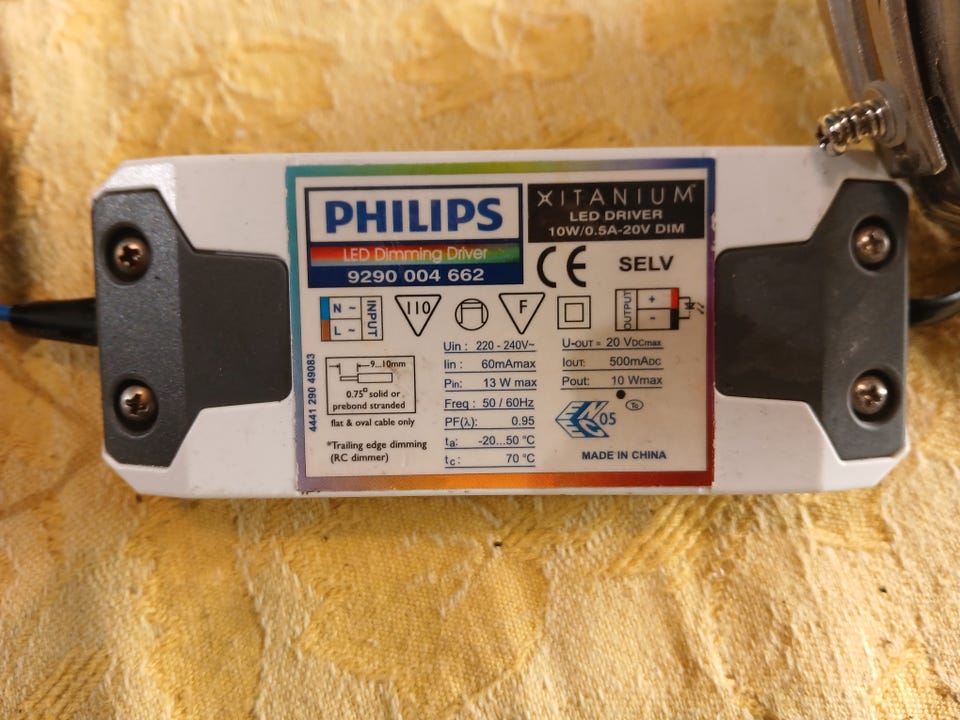 PHILIPS
LED Dimming Driver
9290 004 662
XITANIUM
LED DRIVER
10W/0.5A-20V DIM
CE
SELV
N ~
L ~
INPUT
110
F
OUTPUT
+
-
4441 290 49083
9...10mm
0.75□ solid or
prebond stranded
flat & oval cable only
*Trailing edge dimming
(RC dimmer)
Uin : 220 - 240V~
Iin : 60mAmax
Pin: 13 W max
Freq : 50 / 60Hz
PF(λ): 0.95
ta: -20...50 °C
tc : 70 °C
U-OUT = 20 VDCmax
IOUT: 500mADC
Pout: 10 Wmax
ENEC
05
Tc
MADE IN CHINA